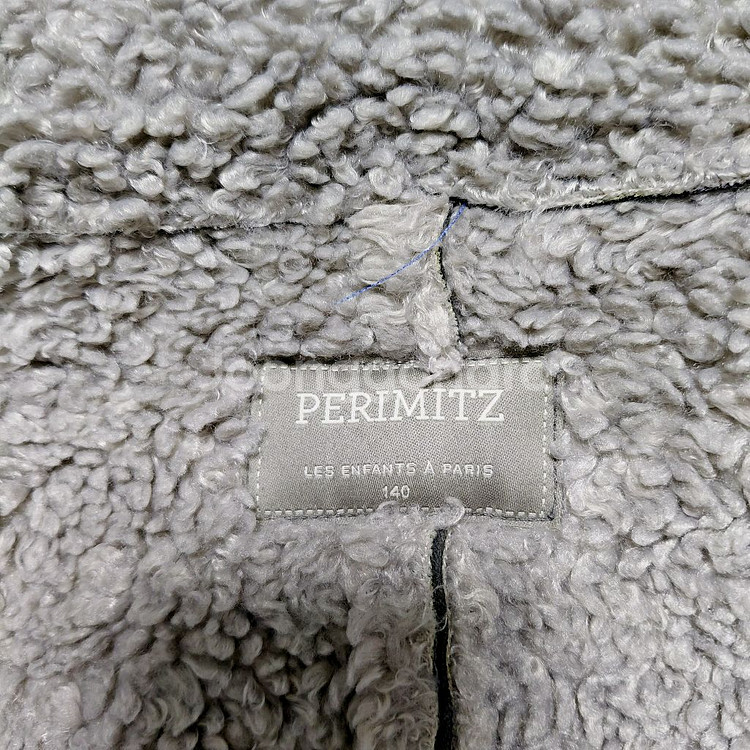 PERIMITZ
LES ENFANTS À PARIS
140